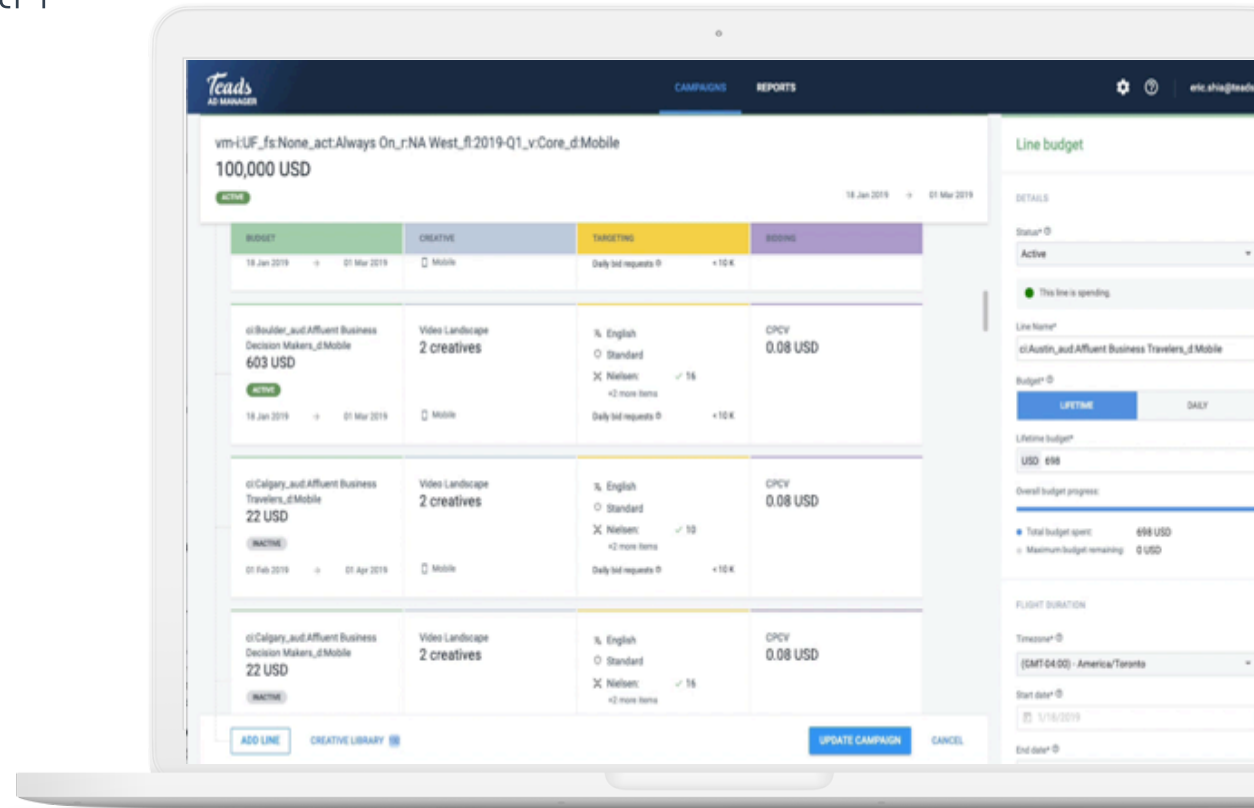 Teads
AD MANAGER
CAMPAIGNS
REPORTS
eric.shia@teads
vm-i:UF_fs:None_act:Always On_r:NA West_fl:2019-Q1_v:Core_d:Mobile
100,000 USD
ACTIVE
18 Jan 2019 → 01 Mar 2019
BUDGET
CREATIVE
TARGETING
BIDDING
18 Jan 2019 → 01 Mar 2019
Mobile
Daily bid requests
<10 K
ci:Boulder_aud:Affluent Business
Decision Makers_d:Mobile
603 USD
ACTIVE
18 Jan 2019 → 01 Mar 2019
Video Landscape
2 creatives
Mobile
English
Standard
Nielsen: ✓ 16
+2 more items
Daily bid requests
<10 K
CPCV
0.08 USD
ci:Calgary_aud:Affluent Business
Travelers_d:Mobile
22 USD
INACTIVE
01 Feb 2019 → 01 Apr 2019
Video Landscape
2 creatives
Mobile
English
Standard
Nielsen: ✓ 10
+2 more items
Daily bid requests
<10 K
CPCV
0.08 USD
ci:Calgary_aud:Affluent Business
Decision Makers_d:Mobile
22 USD
INACTIVE
Video Landscape
2 creatives
English
Standard
Nielsen: ✓ 16
+2 more items
CPCV
0.08 USD
ADD LINE
CREATIVE LIBRARY
UPDATE CAMPAIGN
CANCEL
Line budget
DETAILS
Status*
Active
This line is spending.
Line Name*
ci:Austin_aud:Affluent Business Travelers_d:Mobile
Budget*
LIFETIME
DAILY
Lifetime budget*
USD 698
Overall budget progress:
Total budget spent: 698 USD
Maximum budget remaining: 0 USD
FLIGHT DURATION
Timezone*
(GMT-04:00) - America/Toronto
Start date*
1/16/2019
End date*